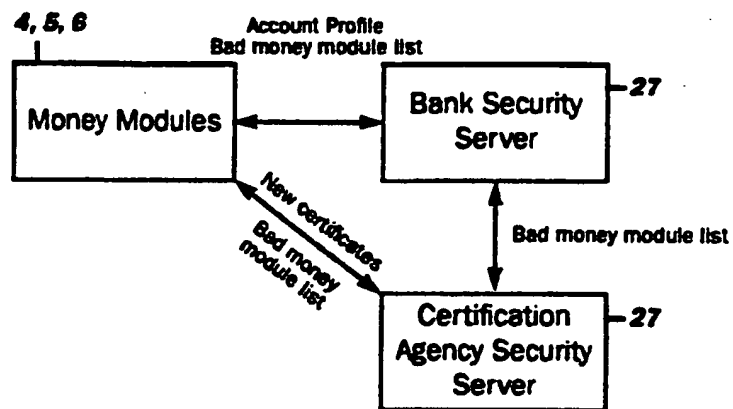 4, 5, 6
Account Profile
Bad money module list
Money Modules
Bank Security
Server
27
New certificates
Bad money
module list
Bad money module list
Certification
Agency Security
Server
27